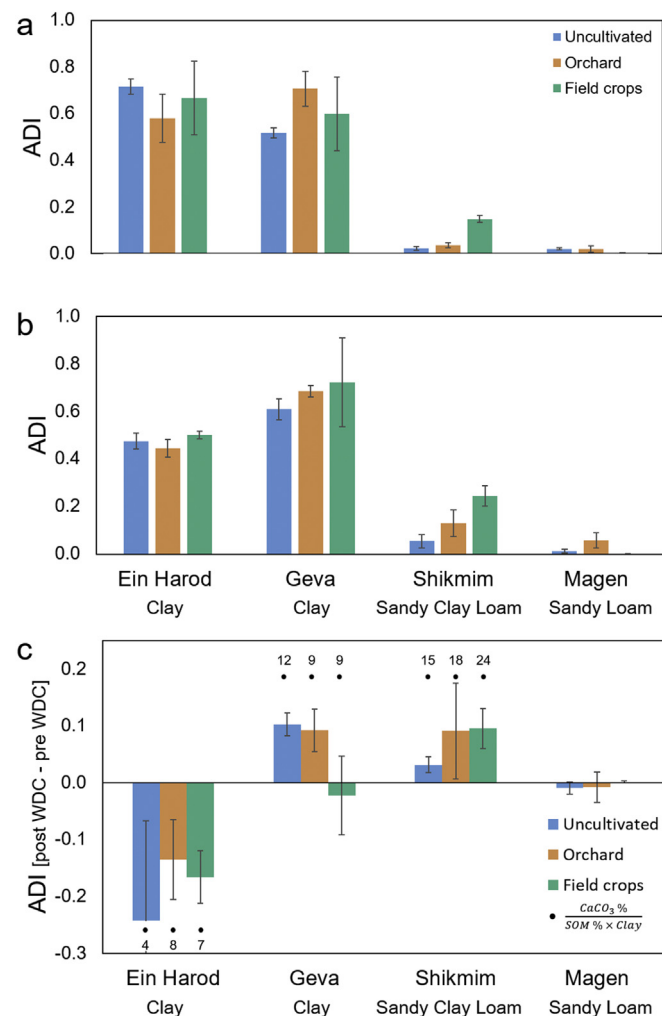 a
1.0
0.8
0.6
0.4
0.2
0.0
ADI
Uncultivated
Orchard
Field crops
b
1.0
0.8
0.6
0.4
0.2
0.0
ADI
Ein Harod Geva Shikmim Magen
Clay Clay Sandy Clay Loam Sandy Loam
c
0.2
0.1
0.0
-0.1
-0.2
-0.3
ADI [post WDC - pre WDC]
12 9 9 15 18 24
4 8 7
Uncultivated
Orchard
Field crops
CaCO₃ %
SOM % × Clay
Ein Harod Geva Shikmim Magen
Clay Clay Sandy Clay Loam Sandy Loam